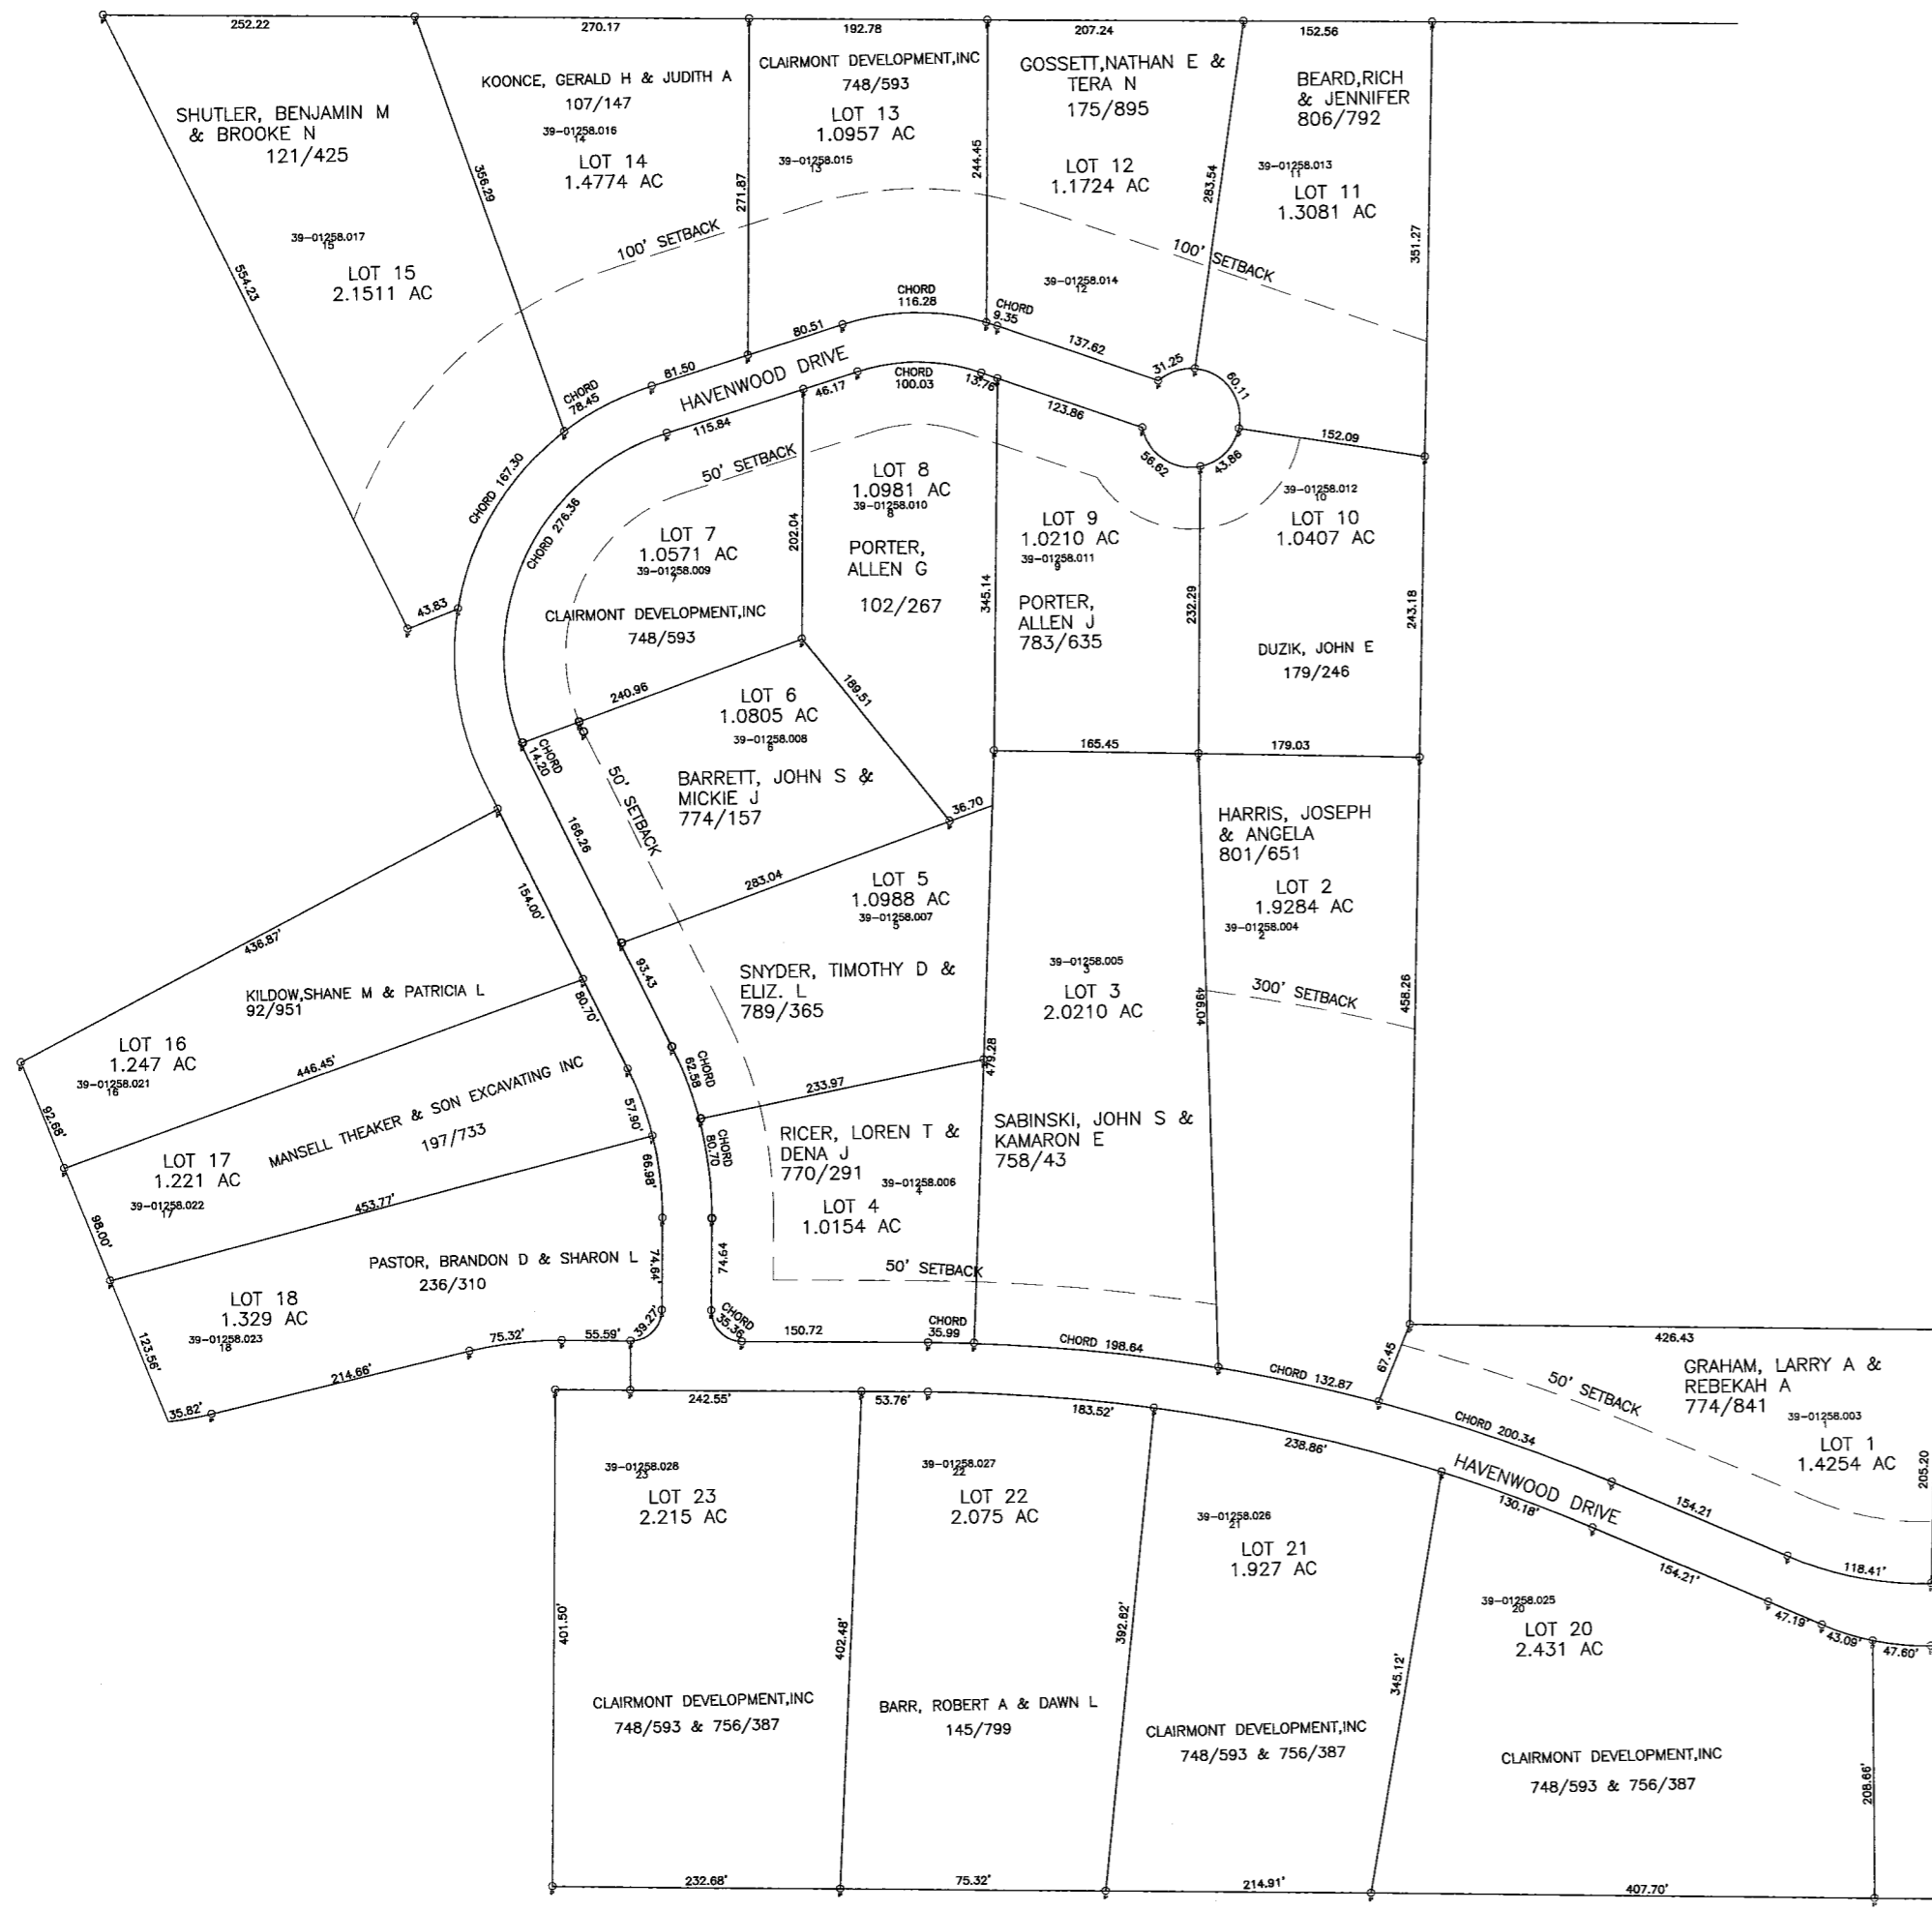 252.22
270.17
192.78
207.24
152.56
SHUTLER, BENJAMIN M
& BROOKE N
121/425
39-01258.017
15
LOT 15
2.1511 AC
554.23
356.29
KOONCE, GERALD H & JUDITH A
107/147
39-01258.016
14
LOT 14
1.4774 AC
271.87
CLAIRMONT DEVELOPMENT,INC
748/593
LOT 13
1.0957 AC
39-01258.015
13
244.45
GOSSETT,NATHAN E &
TERA N
175/895
LOT 12
1.1724 AC
39-01258.014
12
283.54
BEARD,RICH
& JENNIFER
806/792
39-01258.013
11
LOT 11
1.3081 AC
351.27
100' SETBACK
100' SETBACK
CHORD
116.28
CHORD
9.35
80.51
81.50
137.62
31.25
60.11
CHORD
78.45
HAVENWOOD DRIVE
46.17
CHORD
100.03
13.76
123.86
56.62
43.86
152.09
115.84
CHORD 167.30
CHORD 276.36
43.83
50' SETBACK
LOT 7
1.0571 AC
39-01258.009
7
CLAIRMONT DEVELOPMENT,INC
748/593
202.04
LOT 8
1.0981 AC
39-01258.010
8
PORTER,
ALLEN G
102/267
345.14
LOT 9
1.0210 AC
39-01258.011
9
PORTER,
ALLEN J
783/635
232.29
39-01258.012
10
LOT 10
1.0407 AC
DUZIK, JOHN E
179/246
243.18
240.96
189.51
LOT 6
1.0805 AC
39-01258.008
6
BARRETT, JOHN S &
MICKIE J
774/157
CHORD
14.20
50' SETBACK
166.26
165.45
179.03
36.70
283.04
HARRIS, JOSEPH
& ANGELA
801/651
LOT 2
1.9284 AC
39-01258.004
2
300' SETBACK
458.26
496.04
LOT 5
1.0988 AC
39-01258.007
5
SNYDER, TIMOTHY D &
ELIZ. L
789/365
93.43
39-01258.005
3
LOT 3
2.0210 AC
SABINSKI, JOHN S &
KAMARON E
758/43
479.28
154.00'
436.87'
KILDOW,SHANE M & PATRICIA L
92/951
LOT 16
1.247 AC
39-01258.021
16
80.70'
446.45'
92.68'
MANSELL THEAKER & SON EXCAVATING INC
197/733
LOT 17
1.221 AC
39-01258.022
17
57.90'
CHORD
62.58
233.97
98.00'
453.77'
66.98'
CHORD
80.70
RICER, LOREN T &
DENA J
770/291
39-01258.006
4
LOT 4
1.0154 AC
50' SETBACK
PASTOR, BRANDON D & SHARON L
236/310
LOT 18
1.329 AC
39-01258.023
18
123.56'
74.64'
74.64
75.32'
55.59'
39.27'
CHORD
35.36
150.72
CHORD
35.99
CHORD 198.64
CHORD 132.87
67.45
426.43
214.66'
35.82'
242.55'
53.76'
183.52'
238.86'
CHORD 200.34
50' SETBACK
GRAHAM, LARRY A &
REBEKAH A
774/841
39-01258.003
1
LOT 1
1.4254 AC
205.20
HAVENWOOD DRIVE
130.18'
154.21
154.21'
118.41'
47.19'
43.09'
47.60'
39-01258.028
23
LOT 23
2.215 AC
401.50'
CLAIRMONT DEVELOPMENT,INC
748/593 & 756/387
39-01258.027
22
LOT 22
2.075 AC
402.48'
BARR, ROBERT A & DAWN L
145/799
392.62'
39-01258.026
21
LOT 21
1.927 AC
CLAIRMONT DEVELOPMENT,INC
748/593 & 756/387
345.12'
39-01258.025
20
LOT 20
2.431 AC
CLAIRMONT DEVELOPMENT,INC
748/593 & 756/387
208.66'
232.68'
75.32'
214.91'
407.70'